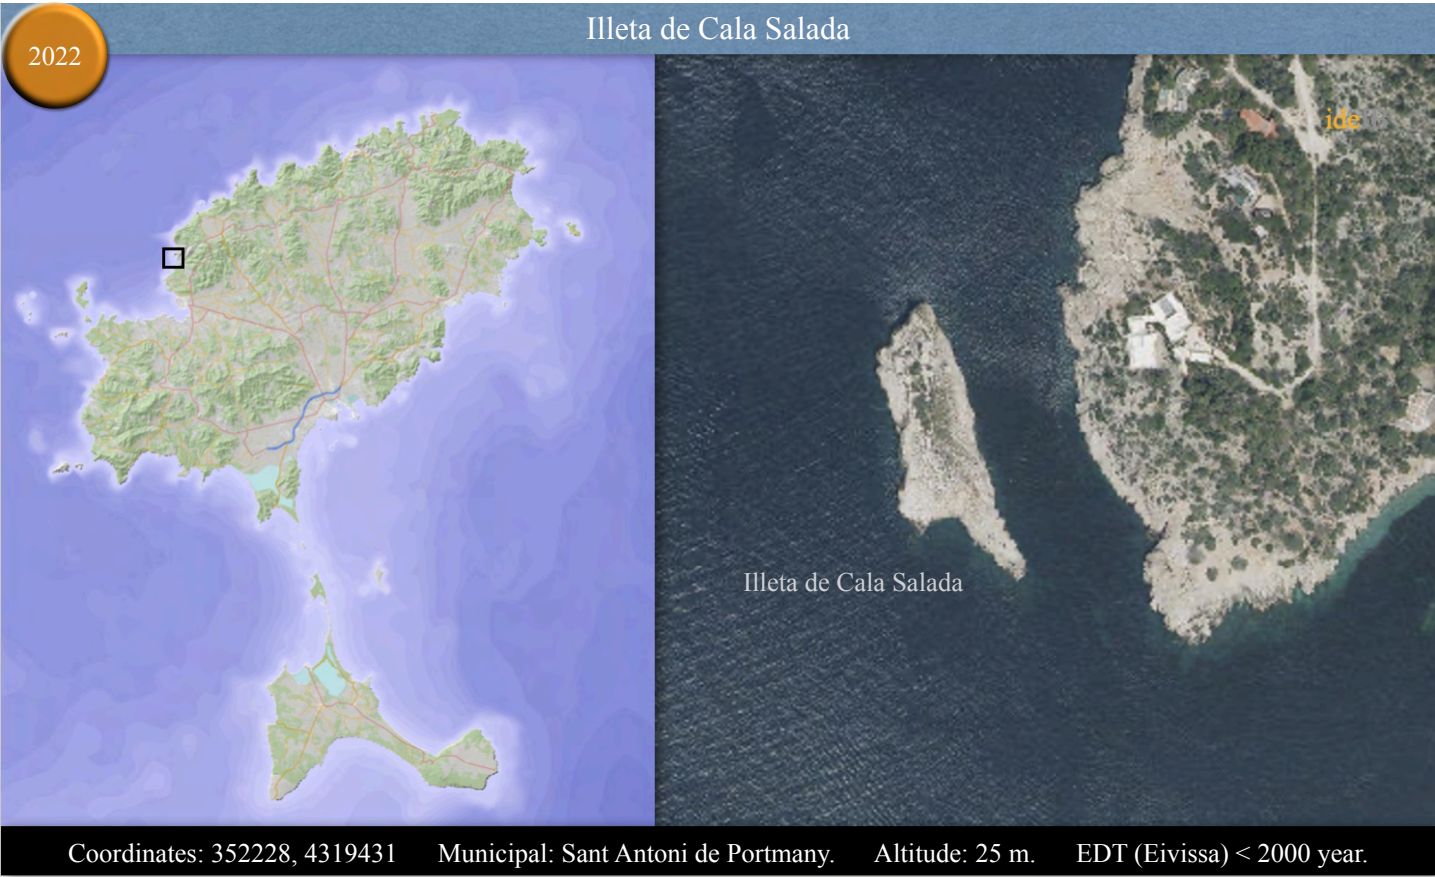 Illeta de Cala Salada
2022
ide
Illeta de Cala Salada
Coordinates: 352228, 4319431 Municipal: Sant Antoni de Portmany. Altitude: 25 m. EDT (Eivissa) < 2000 year.